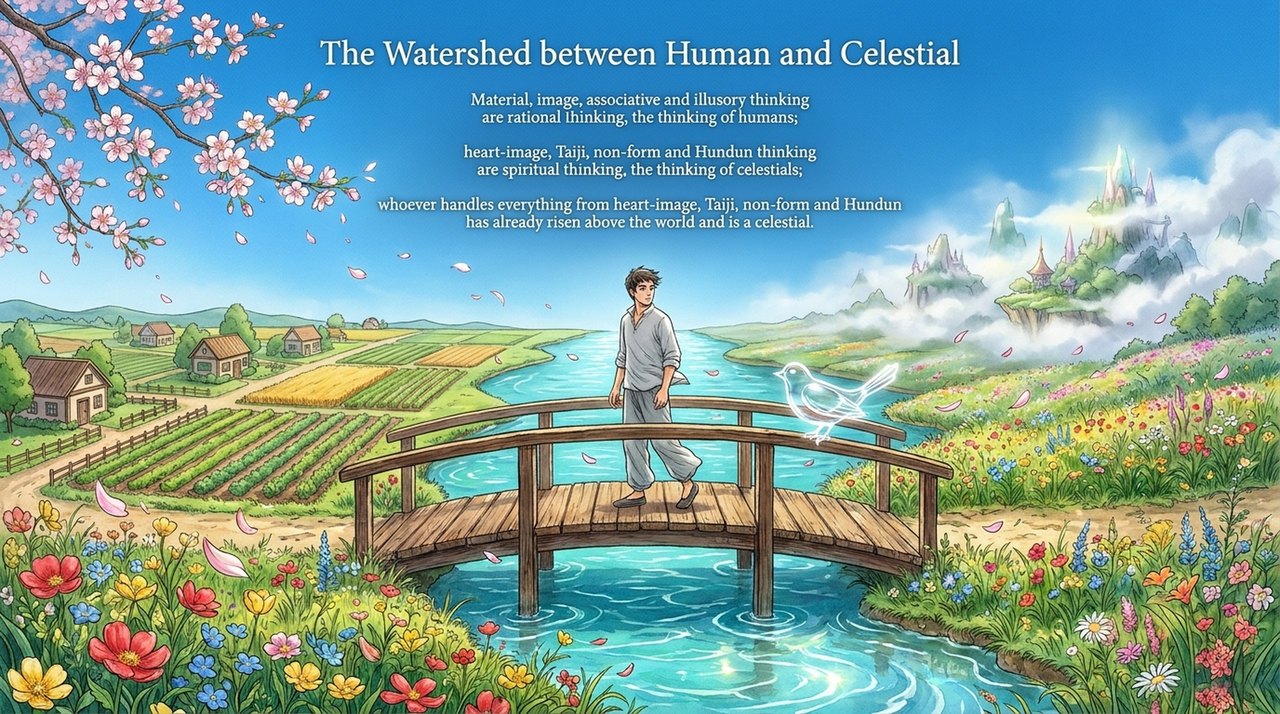 The Watershed between Human and Celestial
Material, image, associative and illusory thinking
are rational lhinking, the thinking of humans;
heart-image, Taiji, non-form and Hundun thinking
are spiritual thinking, the thinking of celestials;
whoever handles everything from heart-image, Taiji, non-form and Hundun
has already risen above the world and is a celestial.